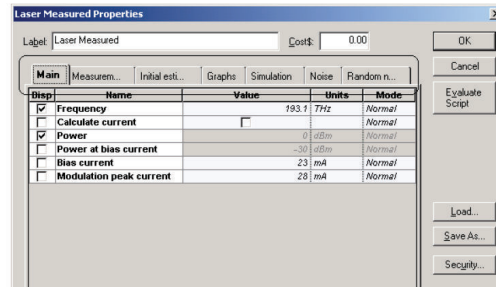 Laser Measured Properties
Label: Laser Measured Cost$: 0.00 OK
Cancel
Main Measurem... Initial esti... Graphs Simulation Noise Random n...
Evaluate Script
Disp Name Value Units Mode
Frequency 193.1 THz Normal
Calculate current Normal
Power 0 dBm Normal
Power at bias current -30 dBm Normal
Bias current 23 mA Normal
Modulation peak current 28 mA Normal
Load...
Save As...
Security...